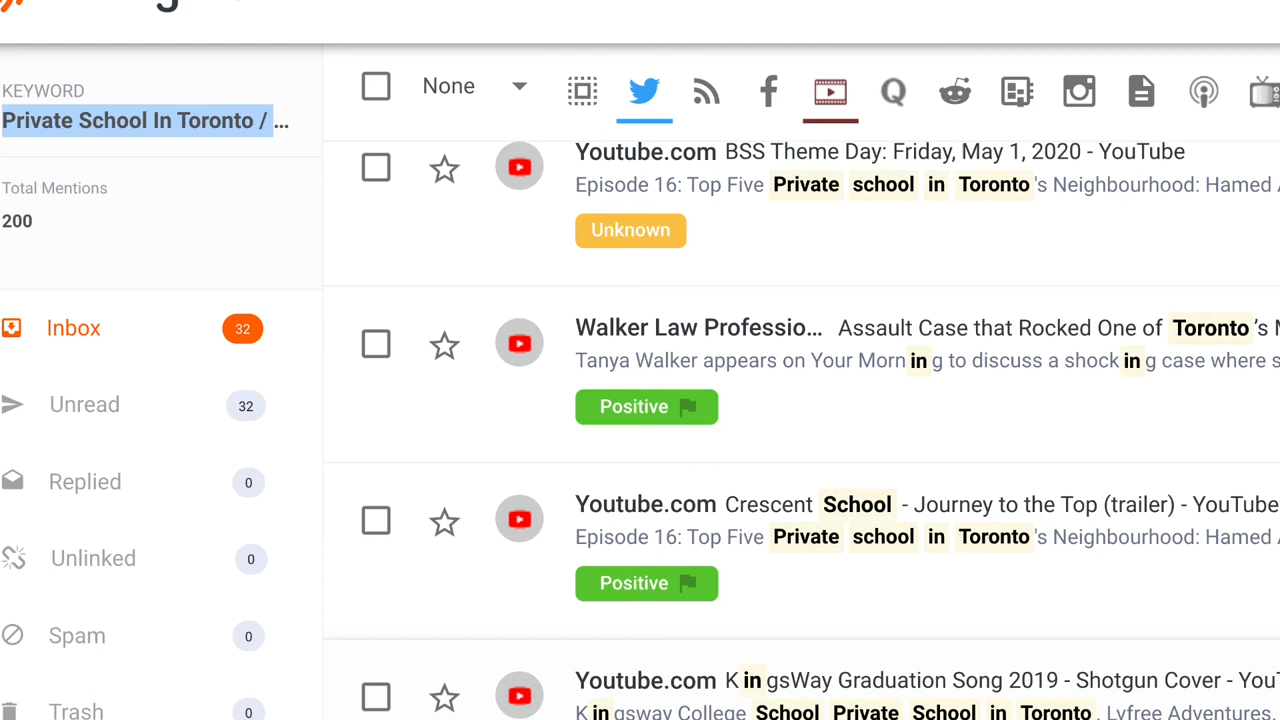 KEYWORD
Private School In Toronto / ...
Total Mentions
200
Inbox 32
Unread 32
Replied 0
Unlinked 0
Spam 0
Trash 0
None
Youtube.com BSS Theme Day: Friday, May 1, 2020 - YouTube
Episode 16: Top Five Private school in Toronto's Neighbourhood: Hamed
Unknown
Walker Law Professio... Assault Case that Rocked One of Toronto's
Tanya Walker appears on Your Morning to discuss a shocking case where
Positive
Youtube.com Crescent School - Journey to the Top (trailer) - YouTube
Episode 16: Top Five Private school in Toronto's Neighbourhood: Hamed
Positive
Youtube.com KingsWay Graduation Song 2019 - Shotgun Cover - YouT
Kingsway College School Private School in Toronto. Lyfree Adventures